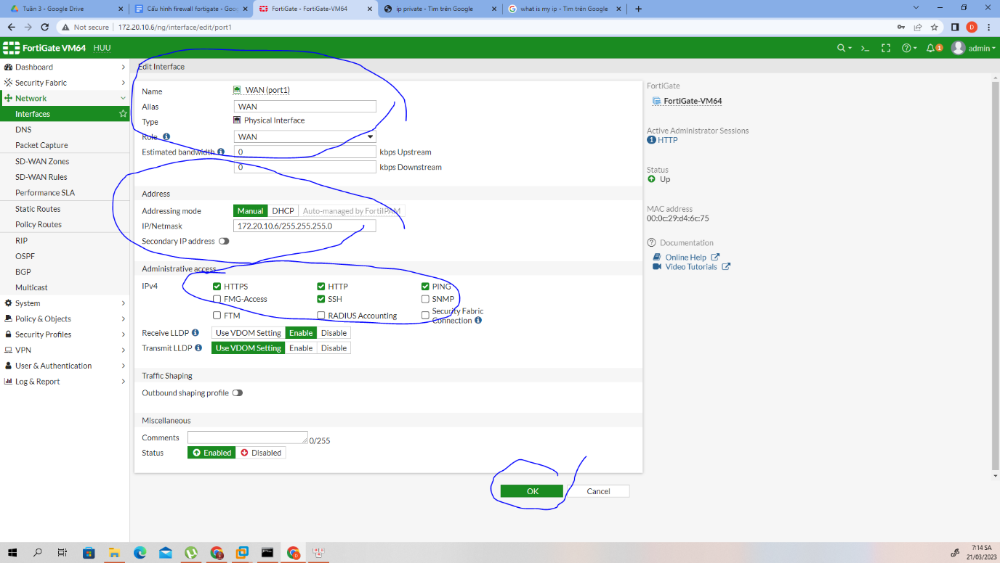 Tuần 3 - Google Drive
Cấu hình firewall fortigate - Goo
FortiGate - FortiGate-VM64
ip private - Tìm trên Google
what is my ip - Tìm trên Google
Not secure
172.20.10.6/ng/interface/edit/port1
D
FortiGate VM64
HUU
1
admin
Dashboard
Security Fabric
Network
Interfaces
DNS
Packet Capture
SD-WAN Zones
SD-WAN Rules
Performance SLA
Static Routes
Policy Routes
RIP
OSPF
BGP
Multicast
System
Policy & Objects
Security Profiles
VPN
User & Authentication
Log & Report
Edit Interface
Name
WAN (port1)
Alias
WAN
Type
Physical Interface
Role
WAN
Estimated bandwidth
0
kbps Upstream
0
kbps Downstream
Address
Addressing mode
Manual
DHCP
Auto-managed by FortiIPAM
IP/Netmask
172.20.10.6/255.255.255.0
Secondary IP address
Administrative access
IPv4
HTTPS
HTTP
PING
FMG-Access
SSH
SNMP
FTM
RADIUS Accounting
Security Fabric
Connection
Receive LLDP
Use VDOM Setting
Enable
Disable
Transmit LLDP
Use VDOM Setting
Enable
Disable
Traffic Shaping
Outbound shaping profile
Miscellaneous
Comments
0/255
Status
Enabled
Disabled
OK
Cancel
FortiGate
FortiGate-VM64
Active Administrator Sessions
1 HTTP
Status
Up
MAC address
00:0c:29:d4:6c:75
Documentation
Online Help
Video Tutorials
7:14 SA
21/03/2023